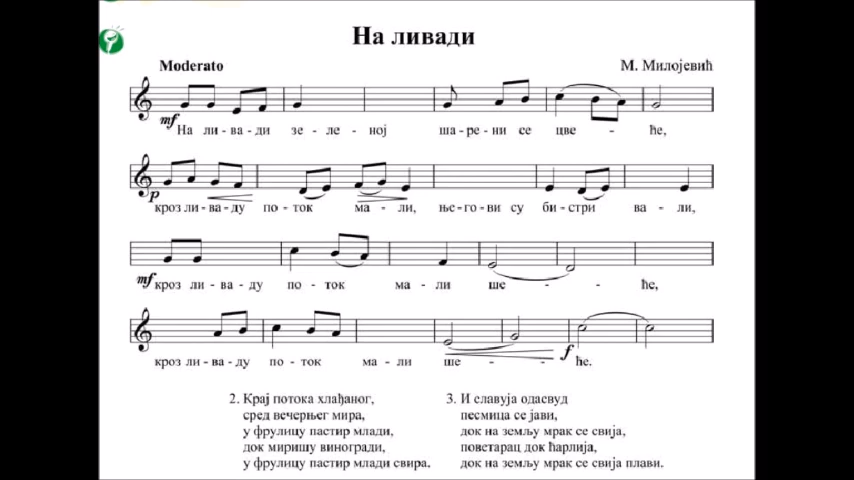 На ливади
Moderato
М. Милојевић
mf
На ли - ва - ди зе - ле - ној ша - ре - ни се цве - ће,
p
кроз ли - ва - ду по - ток ма - ли, ње - го - ви су би - стри ва - ли,
mf
кроз ли - ва - ду по - ток ма - ли ше - ће,
f
кроз ли - ва - ду по - ток ма - ли ше - ће.
2. Крај потока хлађаног,
сред вечерњег мира,
у фрулицу пастир млади,
док миришу виногради,
у фрулицу пастир млади свира.
3. И славуја одасвуд
песмица се јави,
док на земљу мрак се свија,
поветарац док ћарлија,
док на земљу мрак се свија плави.